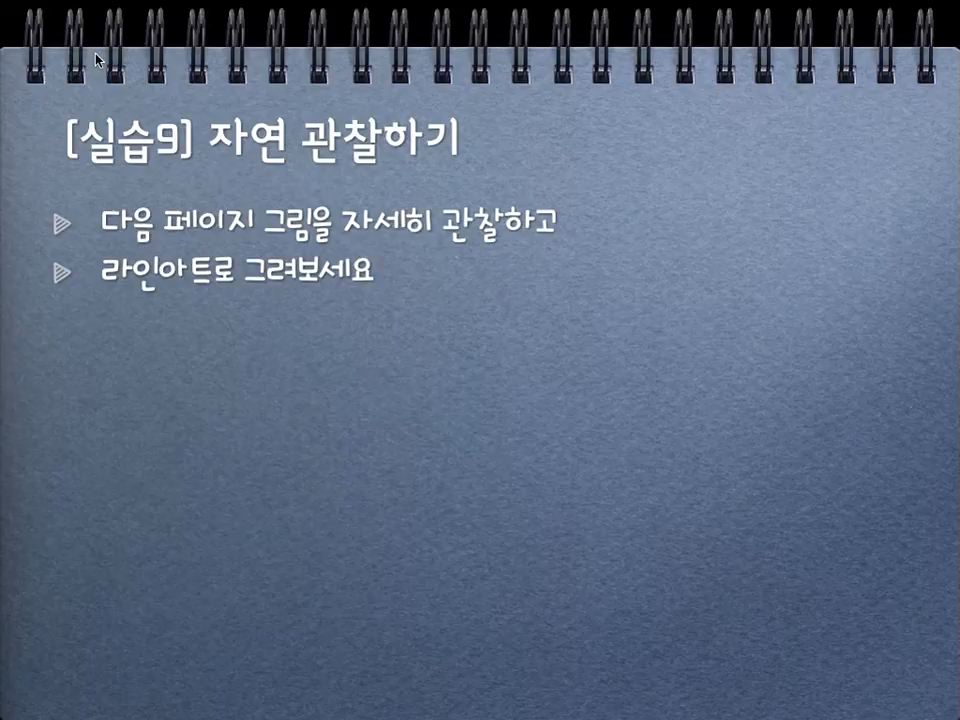 [실습9] 자연 관찰하기
다음 페이지 그림을 자세히 관찰하고
라인아트로 그려보세요